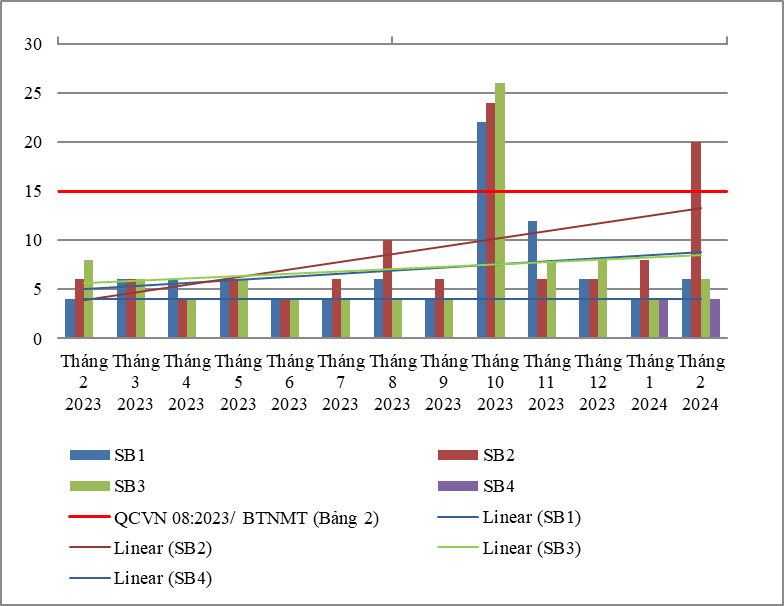 30
25
20
15
10
5
0
Tháng Tháng Tháng Tháng Tháng Tháng Tháng Tháng Tháng Tháng Tháng Tháng Tháng
2 3 4 5 6 7 8 9 10 11 12 1 2
2023 2023 2023 2023 2023 2023 2023 2023 2023 2023 2023 2024 2024
SB1 SB2
SB3 SB4
QCVN 08:2023/ BTNMT (Bảng 2) Linear (SB1)
Linear (SB2) Linear (SB3)
Linear (SB4)